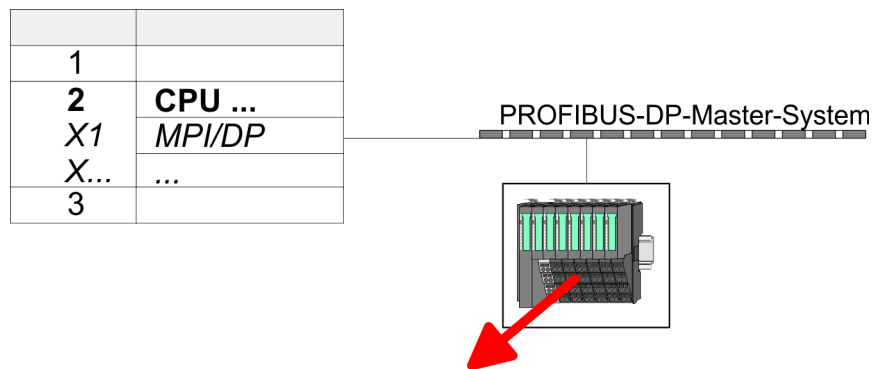 1
2 CPU ...
X1 MPI/DP
X... ...
3
PROFIBUS-DP-Master-System